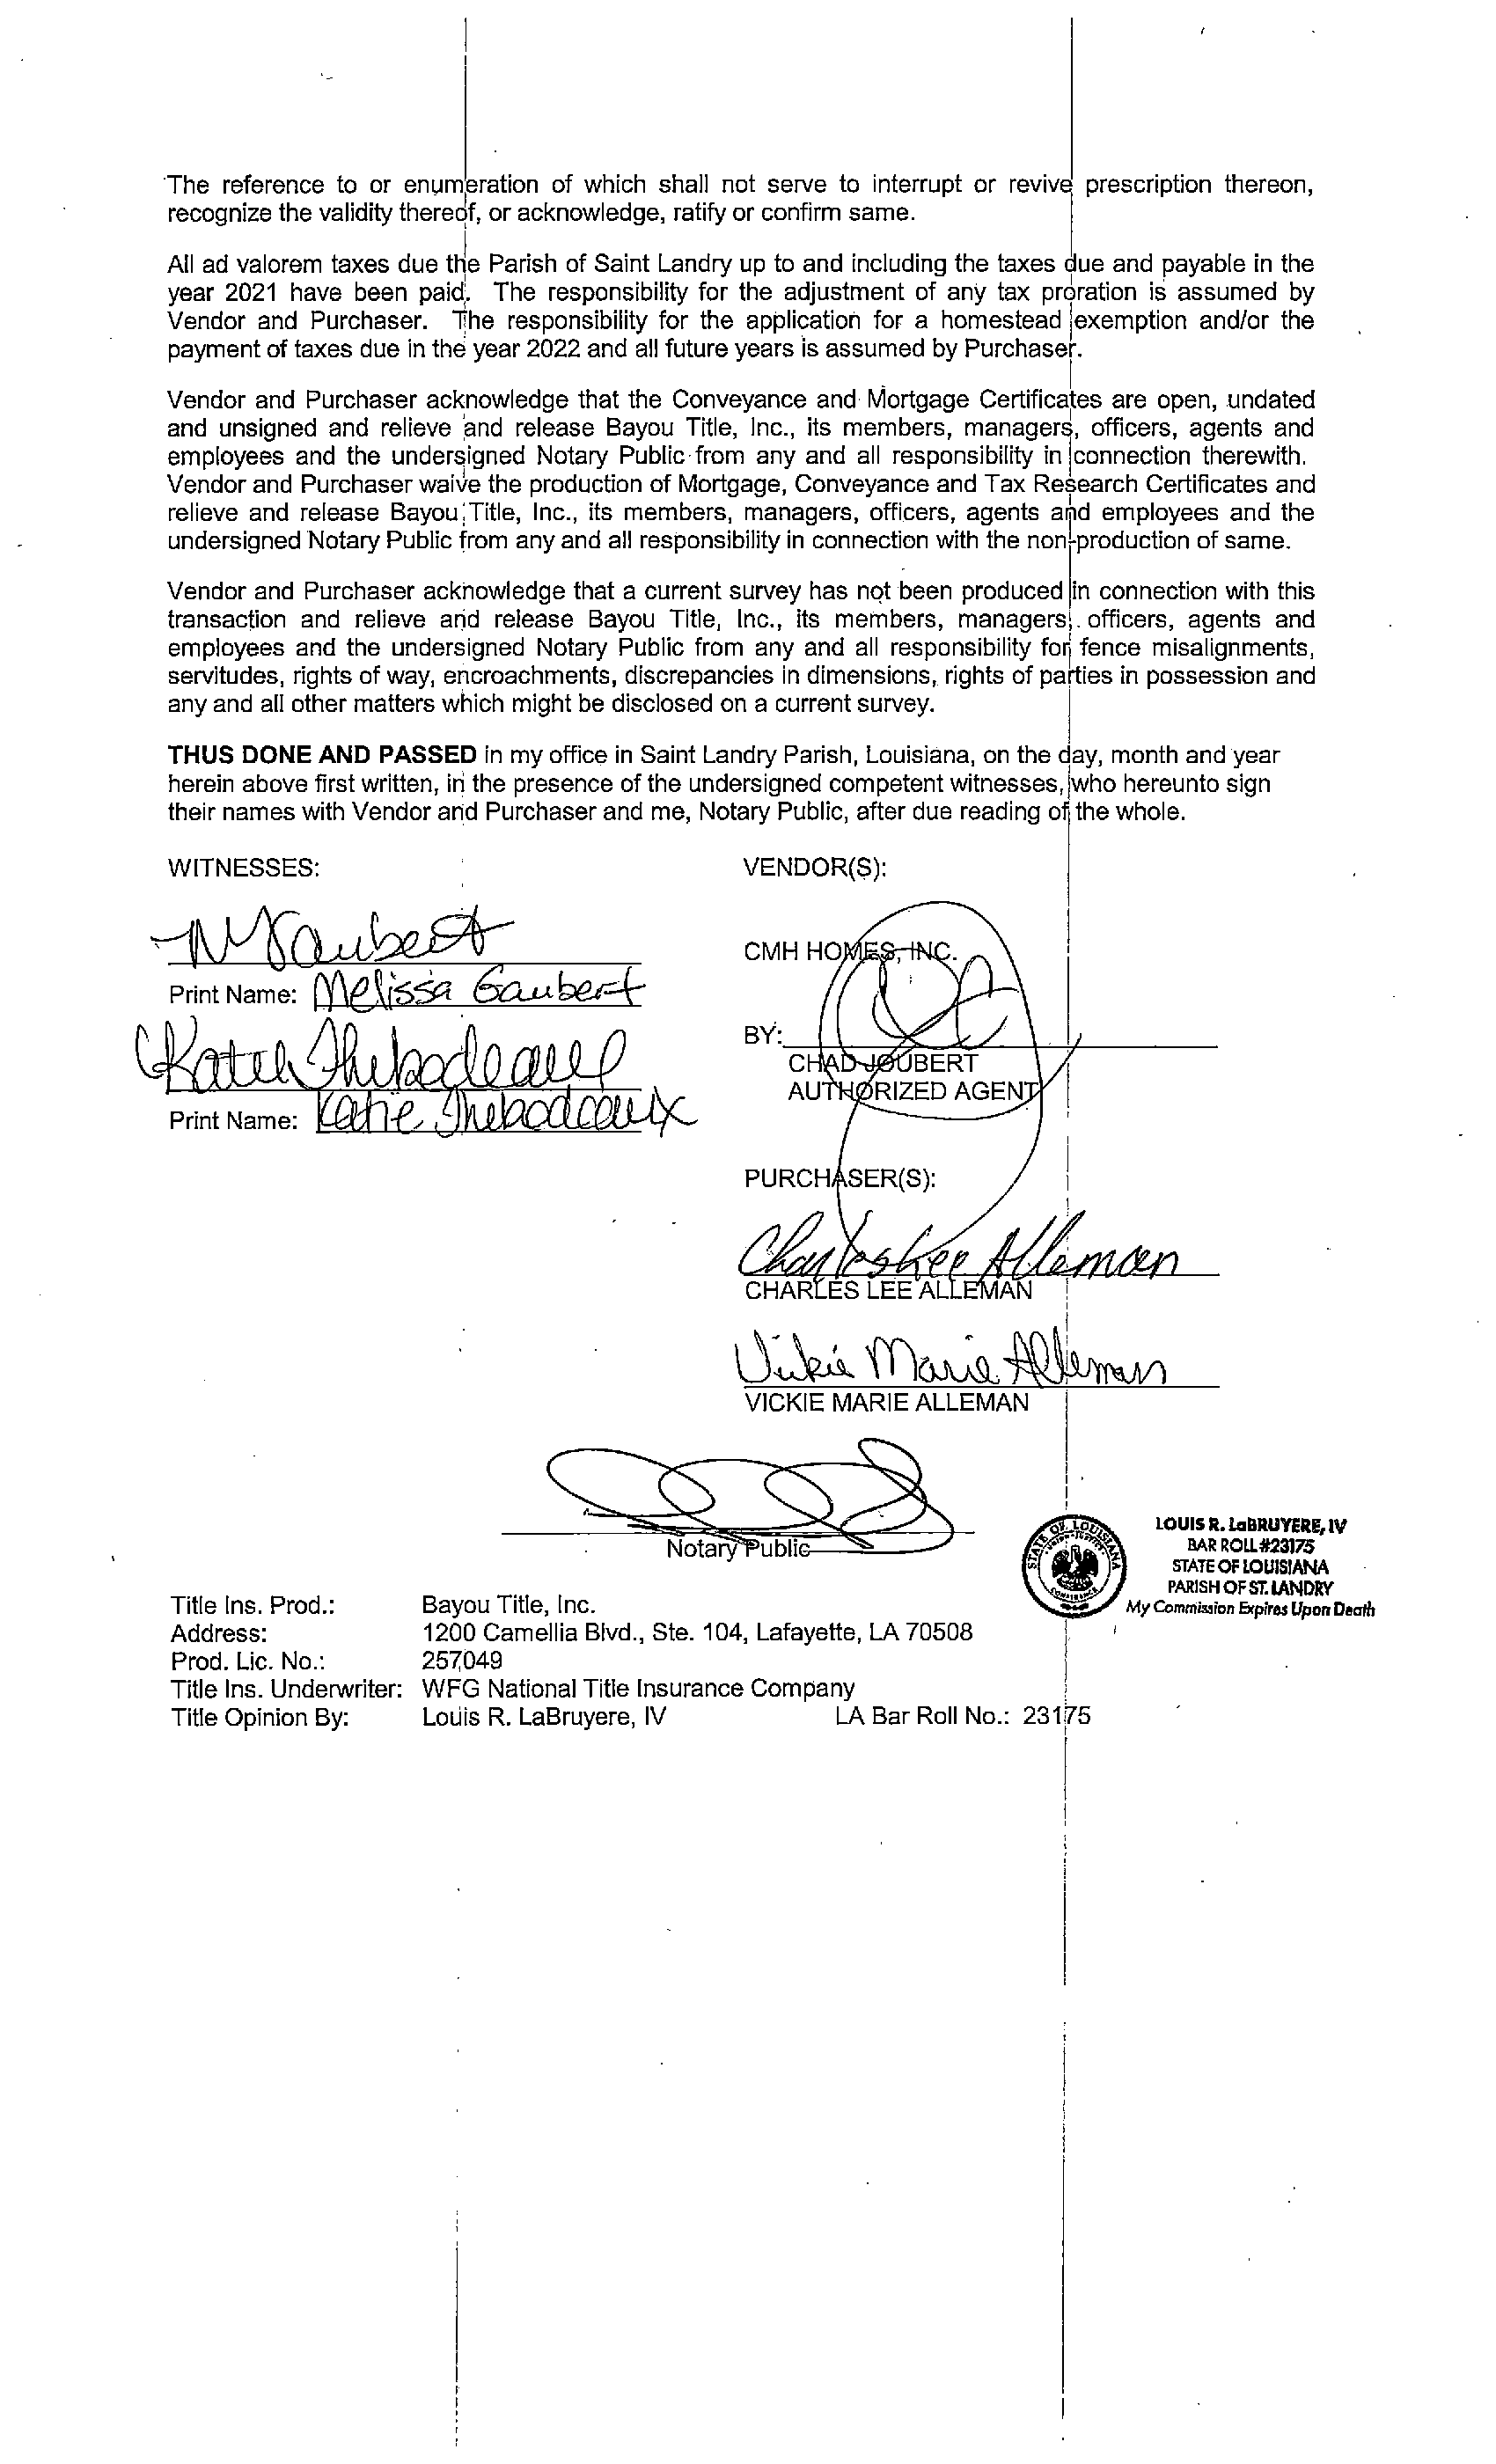 The reference to or enumeration of which shall not serve to interrupt or revive prescription thereon,
recognize the validity thereof, or acknowledge, ratify or confirm same.
All ad valorem taxes due the Parish of Saint Landry up to and including the taxes due and payable in the
year 2021 have been paid. The responsibility for the adjustment of any tax proration is assumed by
Vendor and Purchaser. The responsibility for the application for a homestead exemption and/or the
payment of taxes due in the year 2022 and all future years is assumed by Purchaser.
Vendor and Purchaser acknowledge that the Conveyance and Mortgage Certificates are open, undated
and unsigned and relieve and release Bayou Title, Inc., its members, managers, officers, agents and
employees and the undersigned Notary Public from any and all responsibility in connection therewith.
Vendor and Purchaser waive the production of Mortgage, Conveyance and Tax Research Certificates and
relieve and release Bayou Title, Inc., its members, managers, officers, agents and employees and the
undersigned Notary Public from any and all responsibility in connection with the non-production of same.
Vendor and Purchaser acknowledge that a current survey has not been produced in connection with this
transaction and relieve and release Bayou Title, Inc., its members, managers, officers, agents and
employees and the undersigned Notary Public from any and all responsibility for fence misalignments,
servitudes, rights of way, encroachments, discrepancies in dimensions, rights of parties in possession and
any and all other matters which might be disclosed on a current survey.
THUS DONE AND PASSED in my office in Saint Landry Parish, Louisiana, on the day, month and year
herein above first written, in the presence of the undersigned competent witnesses, who hereunto sign
their names with Vendor and Purchaser and me, Notary Public, after due reading of the whole.
WITNESSES:
M Gaubert
Print Name: Melissa Gaubert
Katie Thibodeaux
Print Name: Katie Thibodeaux
VENDOR(S):
CMH HOMES, INC.
BY:
CHAD JOUBERT
AUTHORIZED AGENT
PURCHASER(S):
Charles Lee Alleman
CHARLES LEE ALLEMAN
Vickie Marie Alleman
VICKIE MARIE ALLEMAN
Notary Public
STATE OF LOUISIANA
LOUIS R. LaBRUYERE, IV
BAR ROLL #23175
STATE OF LOUISIANA
PARISH OF ST. LANDRY
My Commission Expires Upon Death
Title Ins. Prod.: Bayou Title, Inc.
Address: 1200 Camellia Blvd., Ste. 104, Lafayette, LA 70508
Prod. Lic. No.: 257049
Title Ins. Underwriter: WFG National Title Insurance Company
Title Opinion By: Louis R. LaBruyere, IV LA Bar Roll No.: 23175